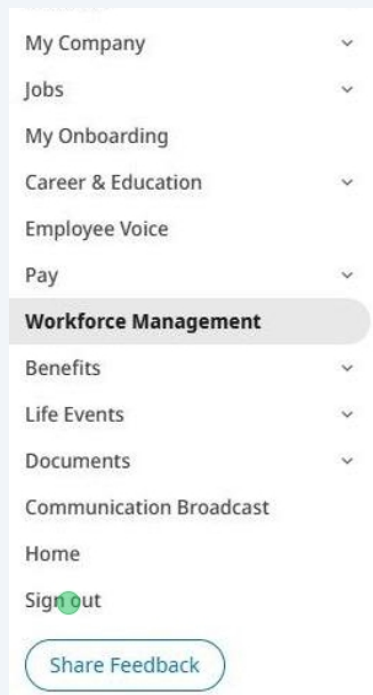 My Company
Jobs
My Onboarding
Career & Education
Employee Voice
Pay
Workforce Management
Benefits
Life Events
Documents
Communication Broadcast
Home
Sign out
Share Feedback